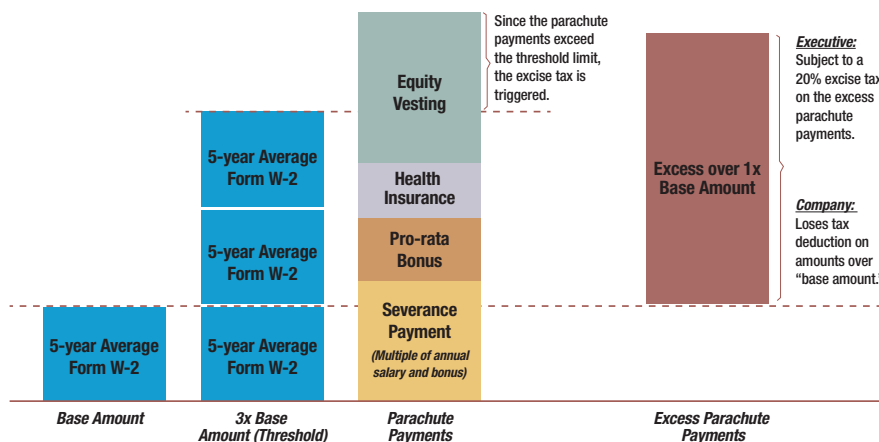 Since the parachute
payments exceed
the threshold limit,
the excise tax is
triggered.
Executive:
Subject to a
20% excise tax
on the excess
parachute
payments.
Equity
Vesting
5-year Average
Form W-2
Health
Insurance
Excess over 1x
Base Amount
Company:
Loses tax
deduction on
amounts over
“base amount.”
5-year Average
Form W-2
Pro-rata
Bonus
5-year Average
Form W-2
5-year Average
Form W-2
Severance
Payment
(Multiple of annual
salary and bonus)
Base Amount
3x Base
Amount (Threshold)
Parachute
Payments
Excess Parachute
Payments